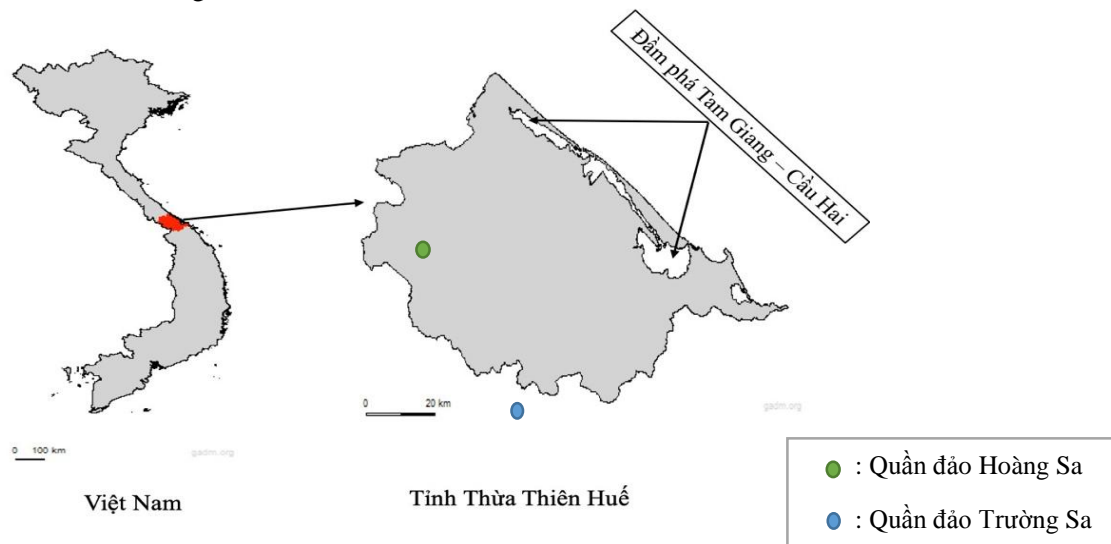 Đầm phá Tam Giang – Cầu Hai
0 20 km
gadm.org
0 100 km
gadm.org
Việt Nam
Tỉnh Thừa Thiên Huế
: Quần đảo Hoàng Sa
: Quần đảo Trường Sa